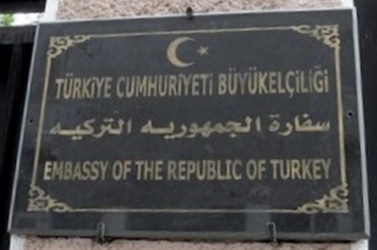 TÜRKİYE CUMHURİYETİ BÜYÜKELÇİLİĞİ
سفارة الجمهوريه التركيه
EMBASSY OF THE REPUBLIC OF TURKEY